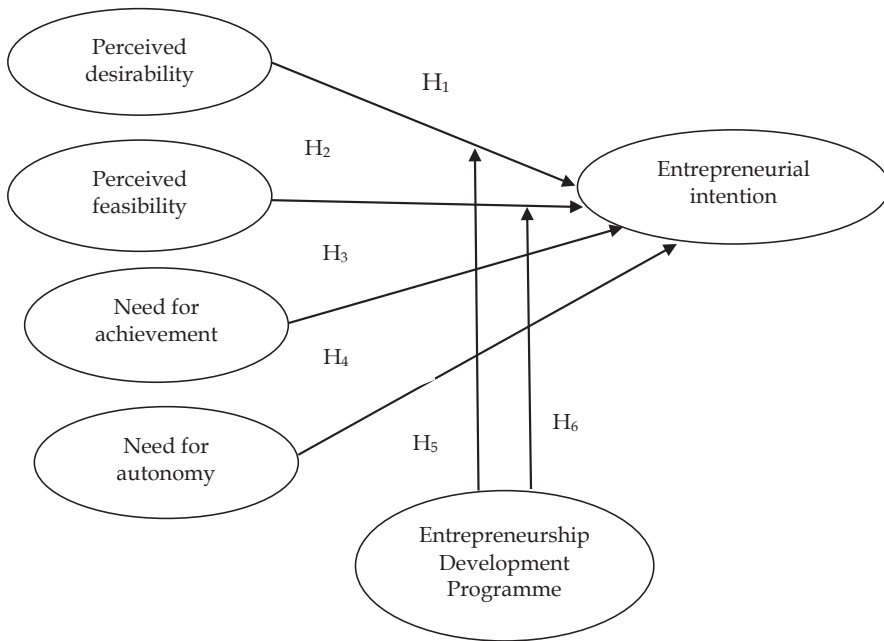 Perceived
desirability
H₁
H₂
Perceived
feasibility
Entrepreneurial
intention
H₃
Need for
achievement
H₄
Need for
autonomy
H₅
H₆
Entrepreneurship
Development
Programme